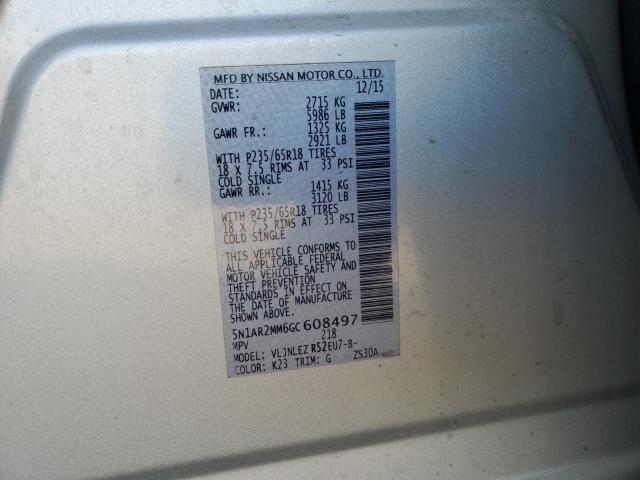 MFD BY NISSAN MOTOR CO., LTD.
DATE: 12/15
GVWR: 2715 KG
5986 LB
GAWR FR.: 1325 KG
2921 LB
WITH P235/65R18 TIRES
18 X 7.5 RIMS AT 33 PSI
COLD SINGLE
GAWR RR.: 1415 KG
3120 LB
WITH P235/65R18 TIRES
18 X 7.5 RIMS AT 33 PSI
COLD SINGLE
THIS VEHICLE CONFORMS TO
ALL APPLICABLE FEDERAL
MOTOR VEHICLE SAFETY AND
THEFT PREVENTION
STANDARDS IN EFFECT ON
THE DATE OF MANUFACTURE
SHOWN ABOVE.
5N1AR2MM6GC608497
MPV 218
MODEL: VLJNLEZ R52EU7-B-
COLOR: K23 TRIM: G ZS30A